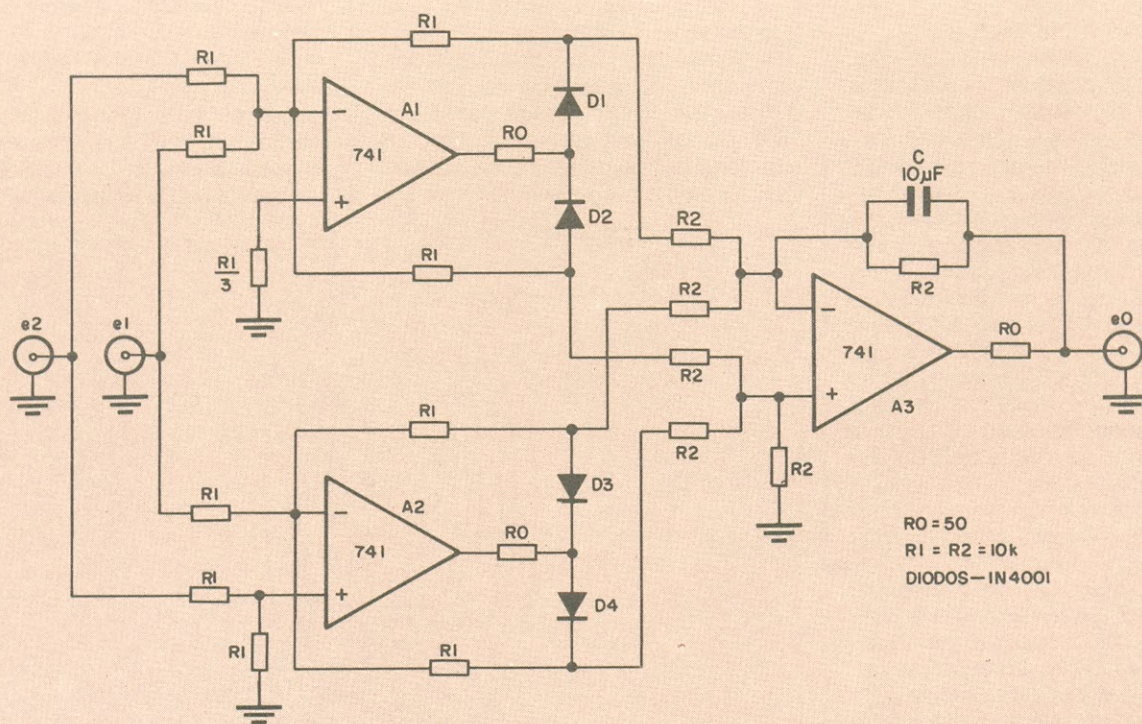 R1
R1
R1
A1
D1
741
R0
−
+
D2
R1
3
R1
C
10µF
R2
R2
R2
R2
R2
R2
−
+
741
R0
A3
e2
e1
e0
R1
R1
A2
D3
741
R0
−
+
R1
D4
R1
R1
R0 = 50
R1 = R2 = 10k
DIODOS — 1N4001